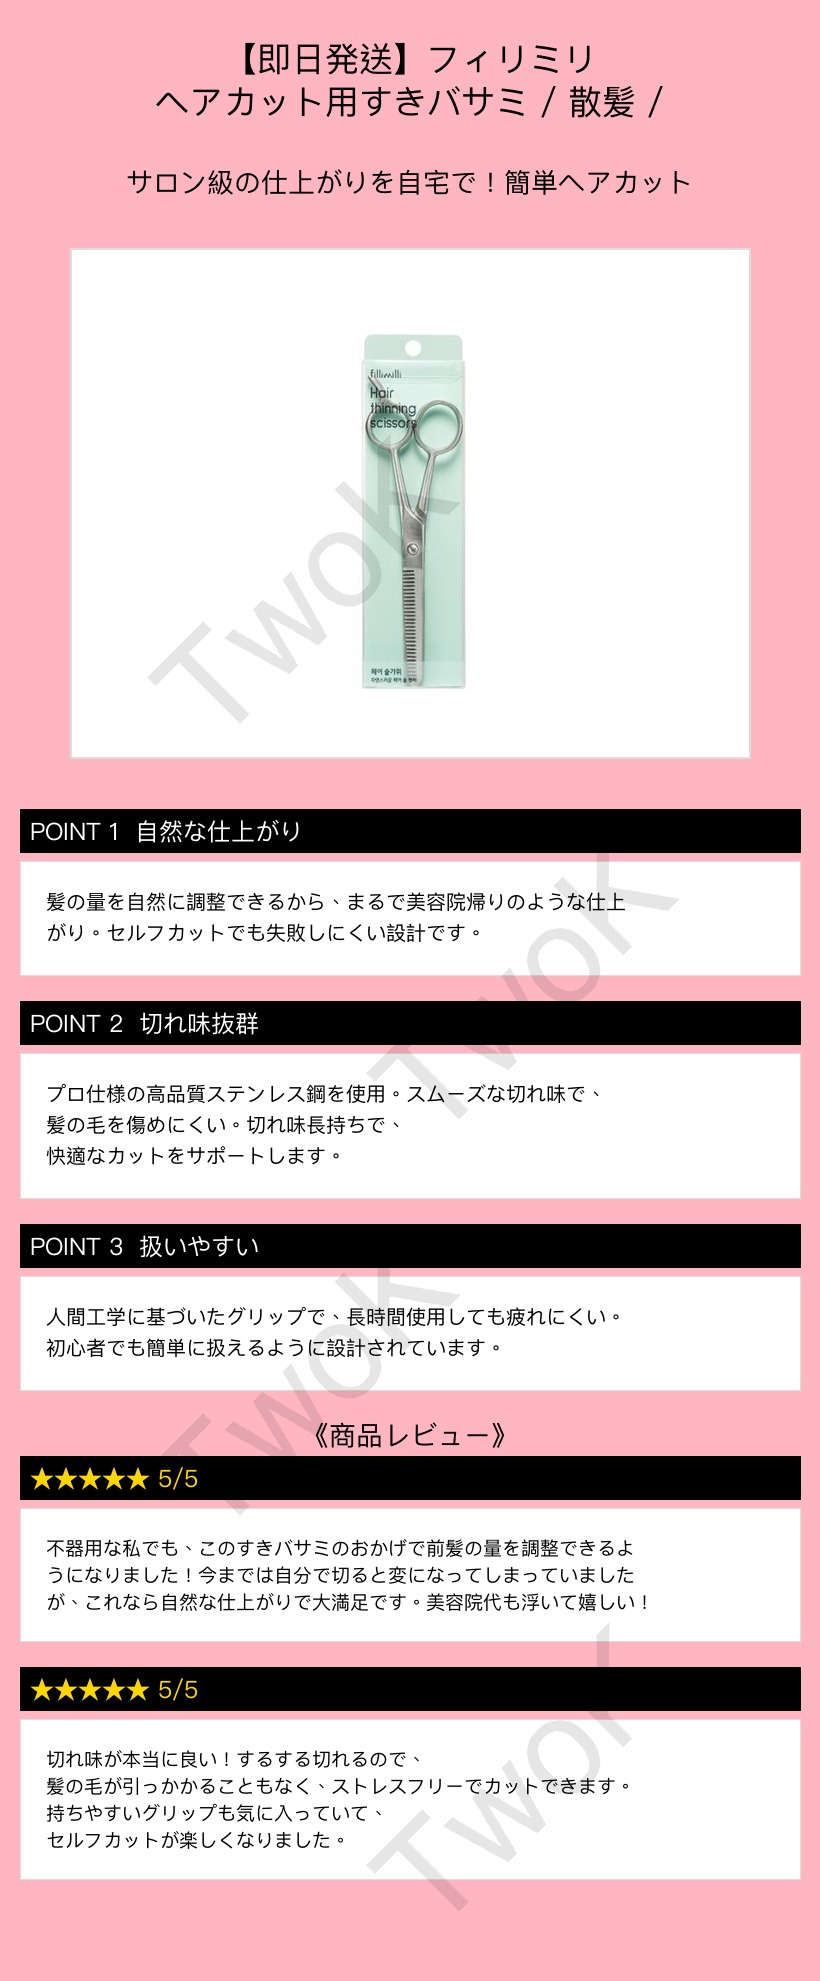 【即日発送】フィリミリ
ヘアカット用すきバサミ / 散髪 /
サロン級の仕上がりを自宅で！簡単ヘアカット
fillimilli
Hair
thinning
scissors
헤어 숱가위
자연스러운 헤어 숱
TwoK
POINT 1 自然な仕上がり
髪の量を自然に調整できるから、まるで美容院帰りのような仕上
がり。セルフカットでも失敗しにくい設計です。
TwoK
POINT 2 切れ味抜群
プロ仕様の高品質ステンレス鋼を使用。スムーズな切れ味で、
髪の毛を傷めにくい。切れ味長持ちで、
快適なカットをサポートします。
POINT 3 扱いやすい
人間工学に基づいたグリップで、長時間使用しても疲れにくい。
初心者でも簡単に扱えるように設計されています。
TwoK
《商品レビュー》
★★★★★ 5/5
不器用な私でも、このすきバサミのおかげで前髪の量を調整できるよ
うになりました！今までは自分で切ると変になってしまっていました
が、これなら自然な仕上がりで大満足です。美容院代も浮いて嬉しい！
★★★★★ 5/5
切れ味が本当に良い！するする切れるので、
髪の毛が引っかかることもなく、ストレスフリーでカットできます。
持ちやすいグリップも気に入っていて、
セルフカットが楽しくなりました。
TwoK